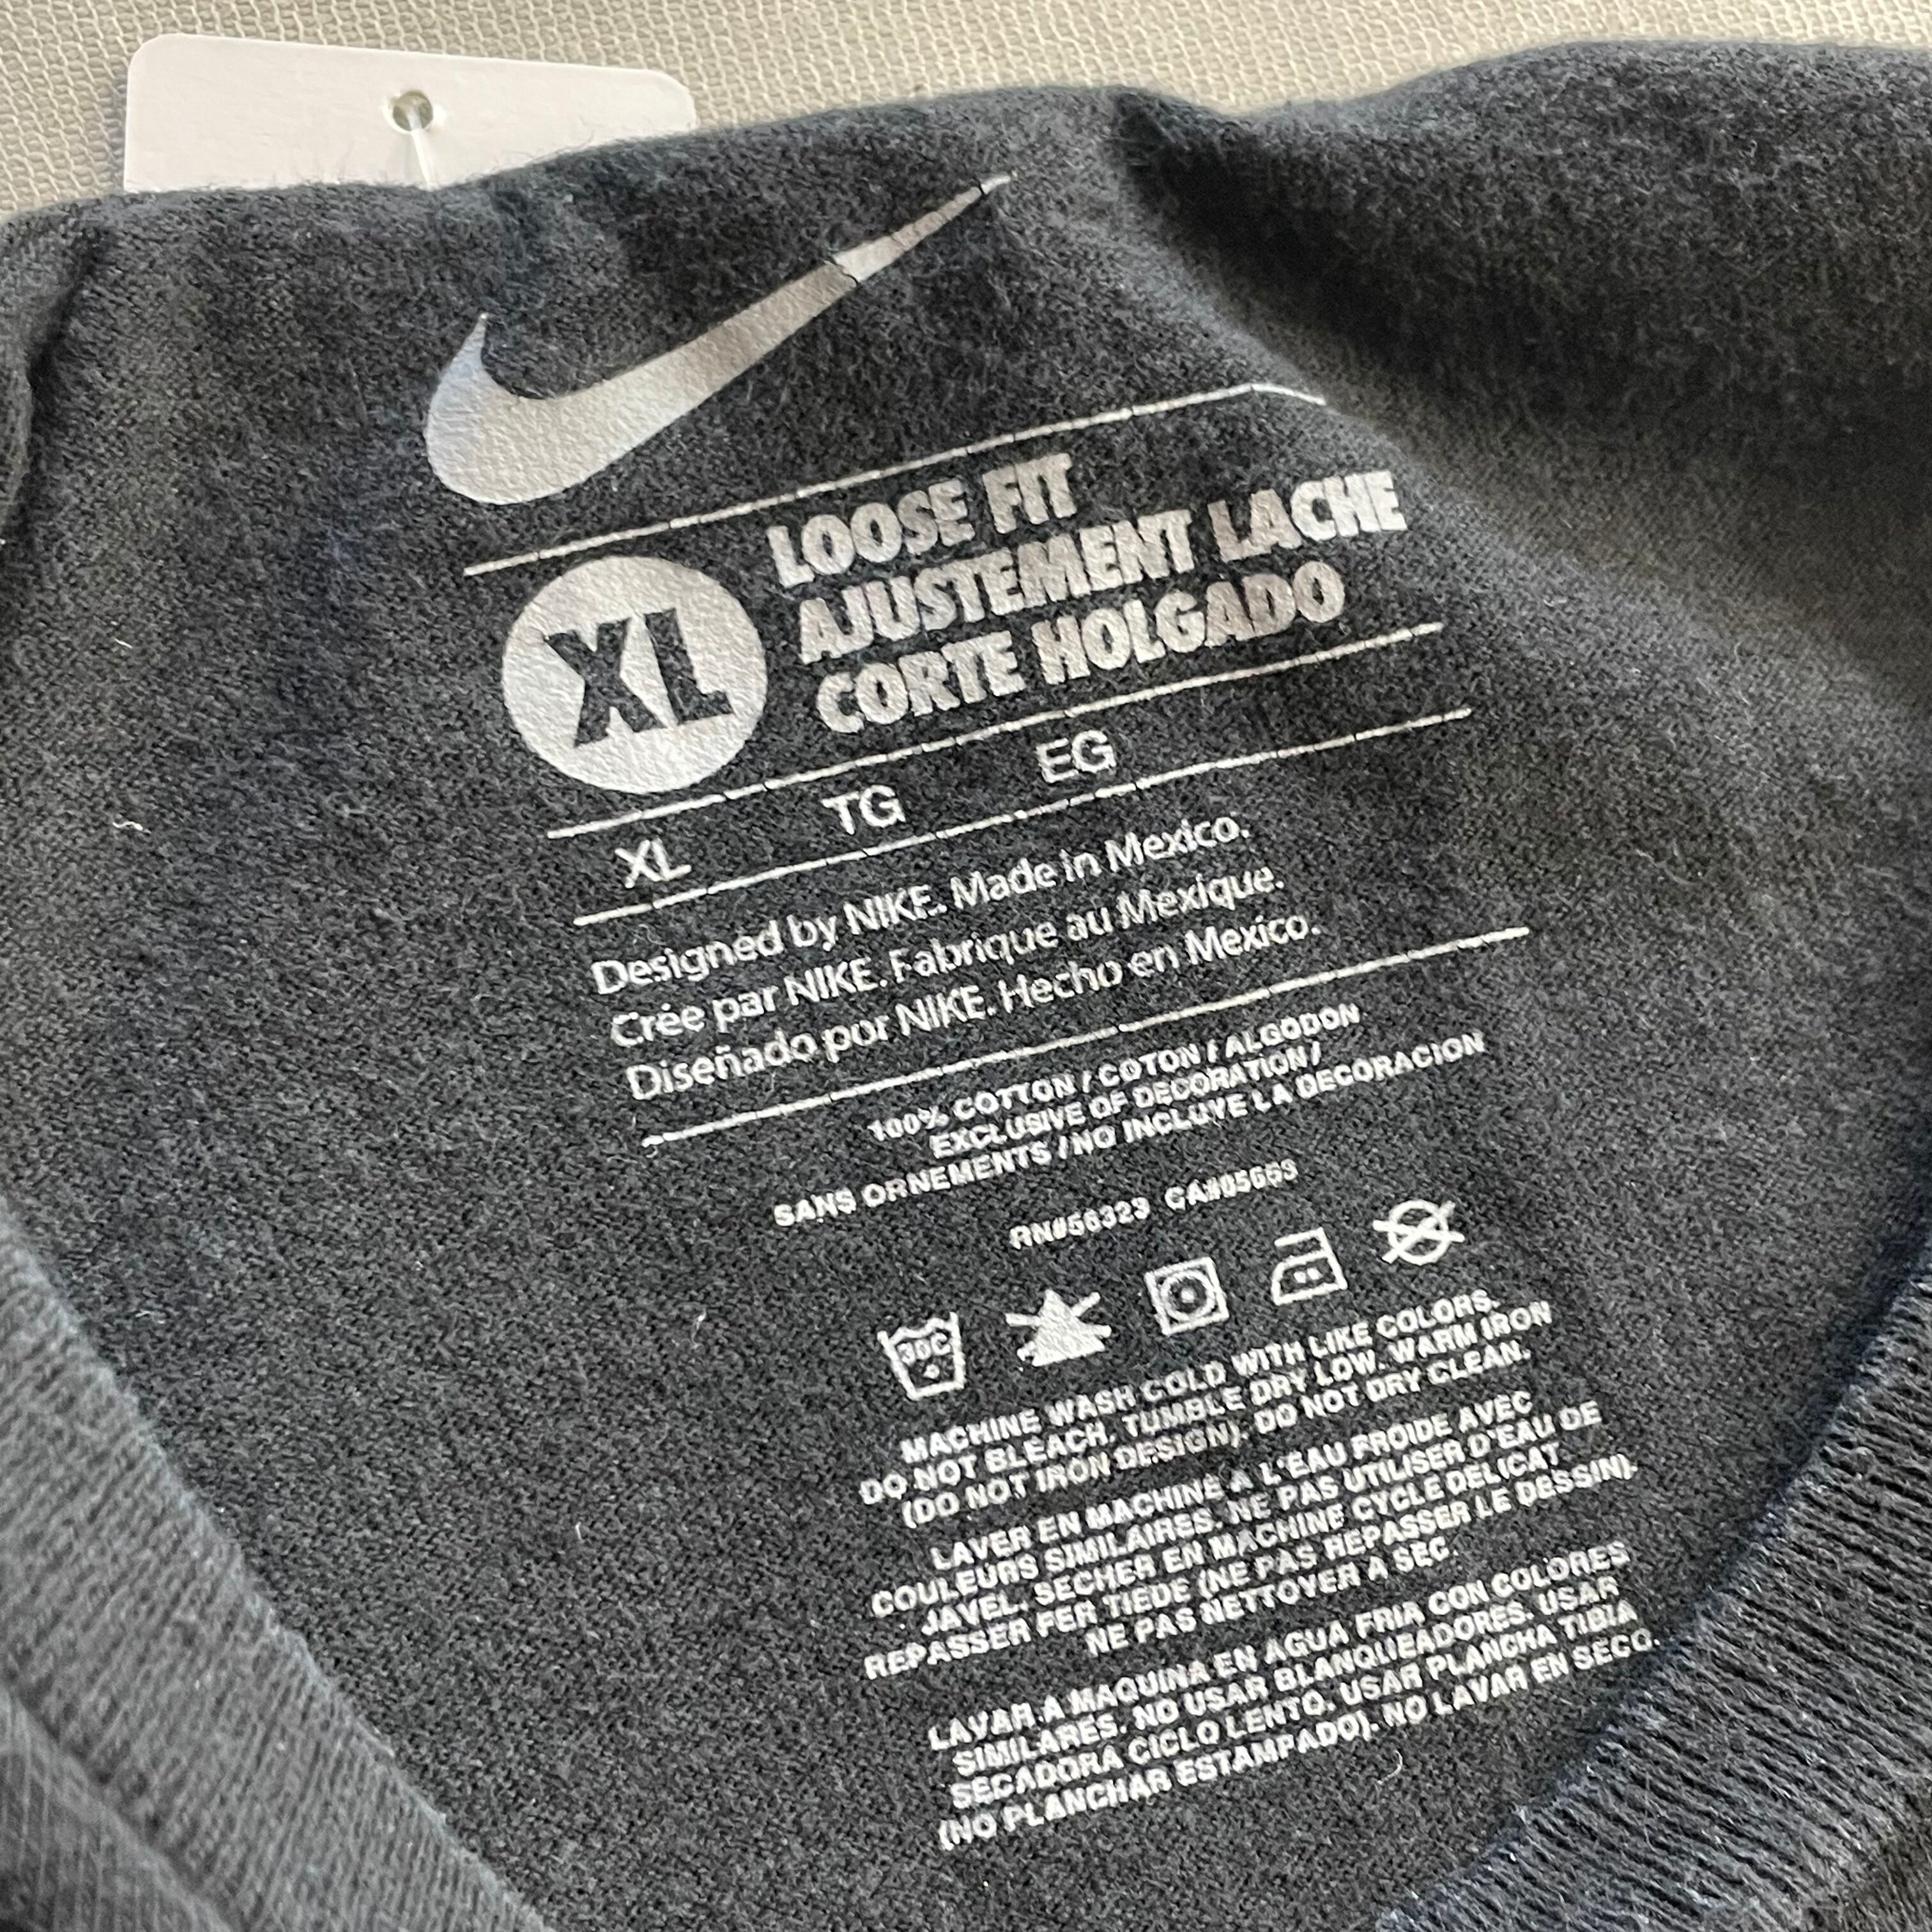 XL
LOOSE FIT
AJUSTEMENT LACHE
CORTE HOLGADO
XL TG EG
Designed by NIKE. Made in Mexico.
Crée par NIKE. Fabrique au Mexique.
Diseñado por NIKE. Hecho en Mexico.
100% COTTON / COTON / ALGODON
EXCLUSIVE OF DECORATION /
SANS ORNEMENTS / NO INCLUYE LA DECORACION
RN#56323 CA#05553
30C
MACHINE WASH COLD WITH LIKE COLORS.
DO NOT BLEACH. TUMBLE DRY LOW. WARM IRON
(DO NOT IRON DESIGN). DO NOT DRY CLEAN.
LAVER EN MACHINE A L'EAU FROIDE AVEC
COULEURS SIMILAIRES. NE PAS UTILISER D'EAU DE
JAVEL. SECHER EN MACHINE CYCLE DELICAT
REPASSER FER TIEDE (NE PAS REPASSER LE DESSIN).
NE PAS NETTOYER A SEC.
LAVAR A MAQUINA EN AGUA FRIA CON COLORES
SIMILARES. NO USAR BLANQUEADORES. USAR
SECADORA CICLO LENTO. USAR PLANCHA TIBIA
(NO PLANCHAR ESTAMPADO). NO LAVAR EN SECO.